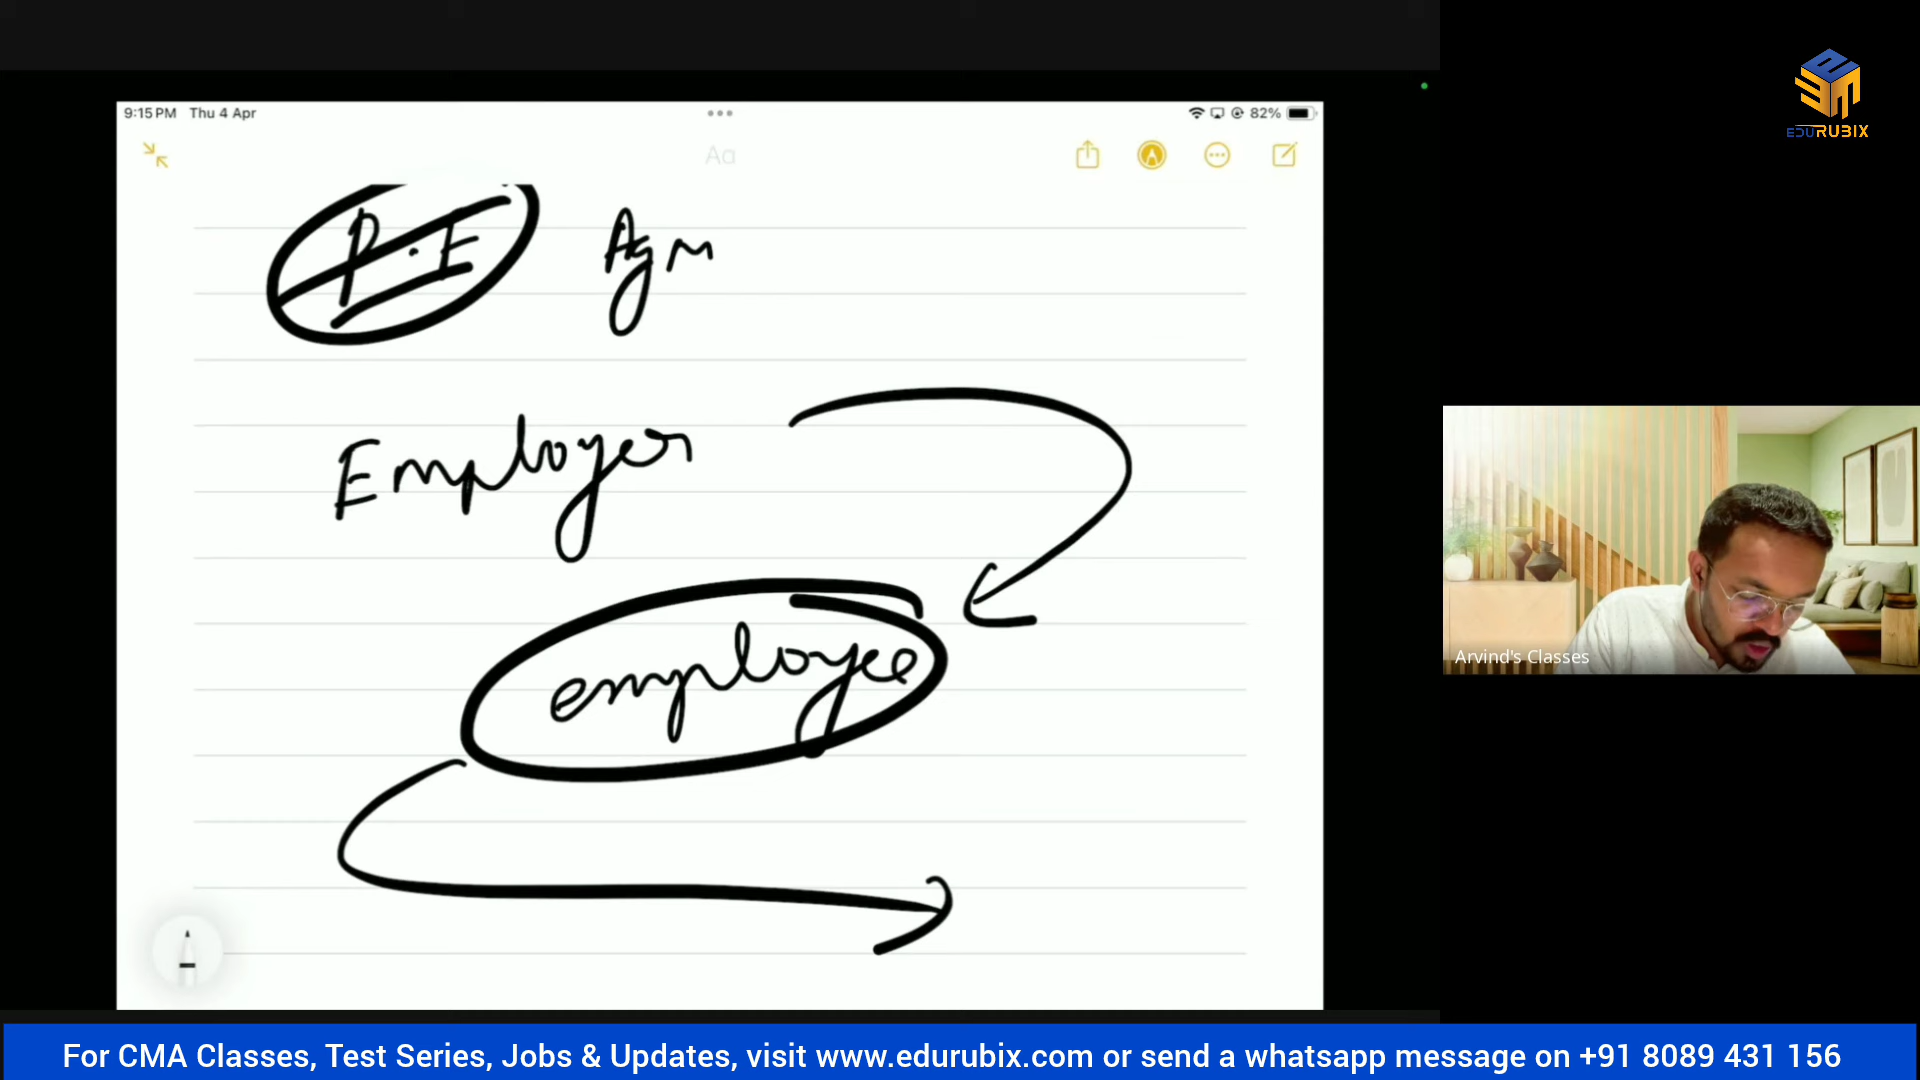 9:15 PM Thu 4 Apr
82%
Aa
EDURUBIX
P.E Agm
Employer
employee
Arvind's Classes
For CMA Classes, Test Series, Jobs & Updates, visit www.edurubix.com or send a whatsapp message on +91 8089 431 156